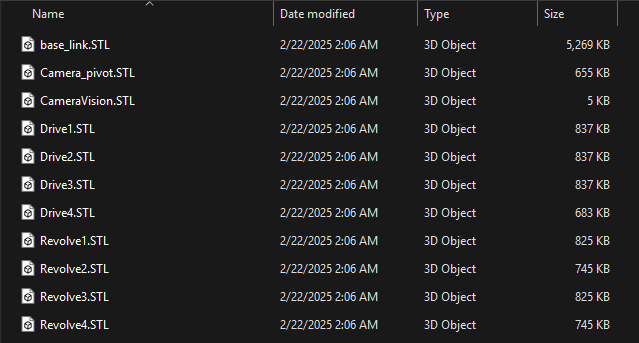 Name Date modified Type Size
base_link.STL 2/22/2025 2:06 AM 3D Object 5,269 KB
Camera_pivot.STL 2/22/2025 2:06 AM 3D Object 655 KB
CameraVision.STL 2/22/2025 2:06 AM 3D Object 5 KB
Drive1.STL 2/22/2025 2:06 AM 3D Object 837 KB
Drive2.STL 2/22/2025 2:06 AM 3D Object 837 KB
Drive3.STL 2/22/2025 2:06 AM 3D Object 837 KB
Drive4.STL 2/22/2025 2:06 AM 3D Object 683 KB
Revolve1.STL 2/22/2025 2:06 AM 3D Object 825 KB
Revolve2.STL 2/22/2025 2:06 AM 3D Object 745 KB
Revolve3.STL 2/22/2025 2:06 AM 3D Object 825 KB
Revolve4.STL 2/22/2025 2:06 AM 3D Object 745 KB